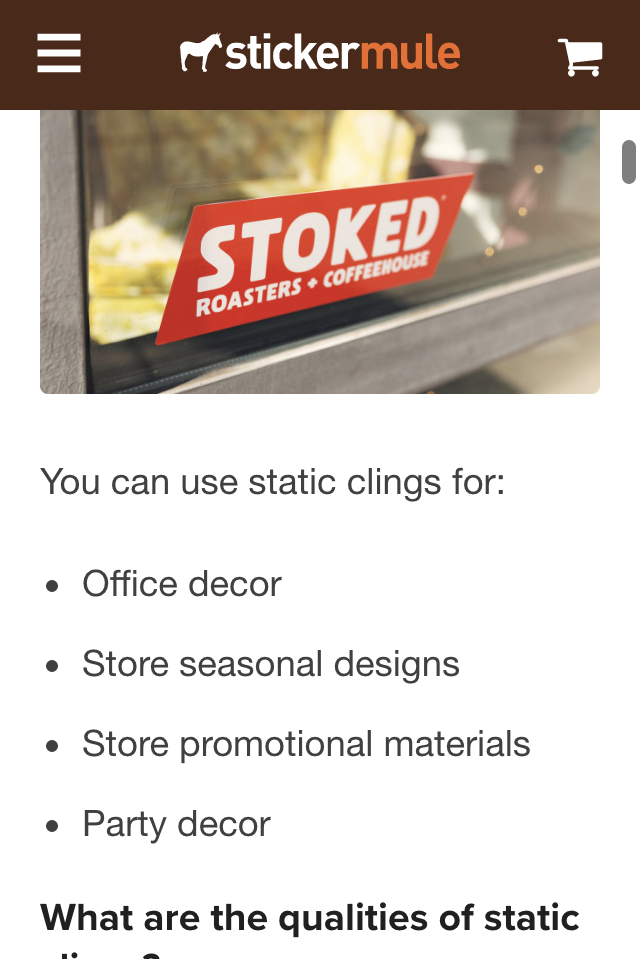 stickermule
STOKED
ROASTERS + COFFEEHOUSE
You can use static clings for:
Office decor
Store seasonal designs
Store promotional materials
Party decor
What are the qualities of static